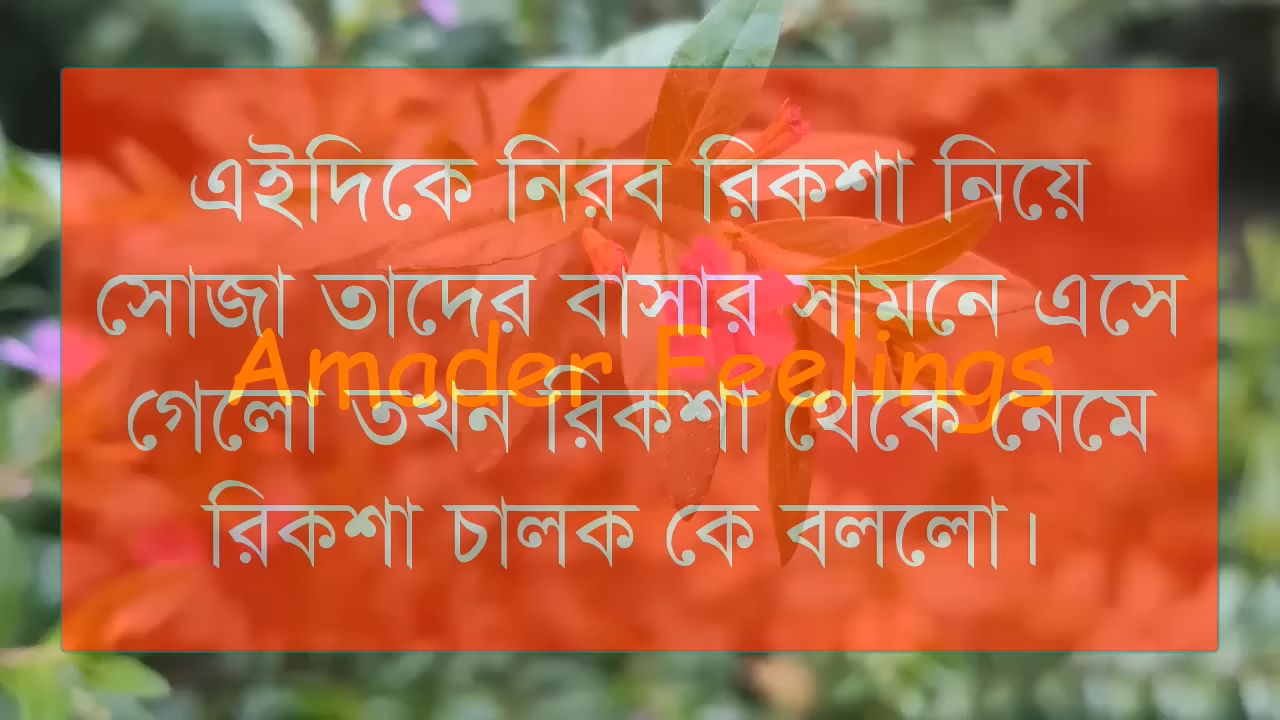 এইদিকে নিরব রিকশা নিয়ে
সোজা তাদের বাসার সামনে এসে
Amader Feelings
গেলো তখন রিকশা থেকে নেমে
রিকশা চালক কে বললো।